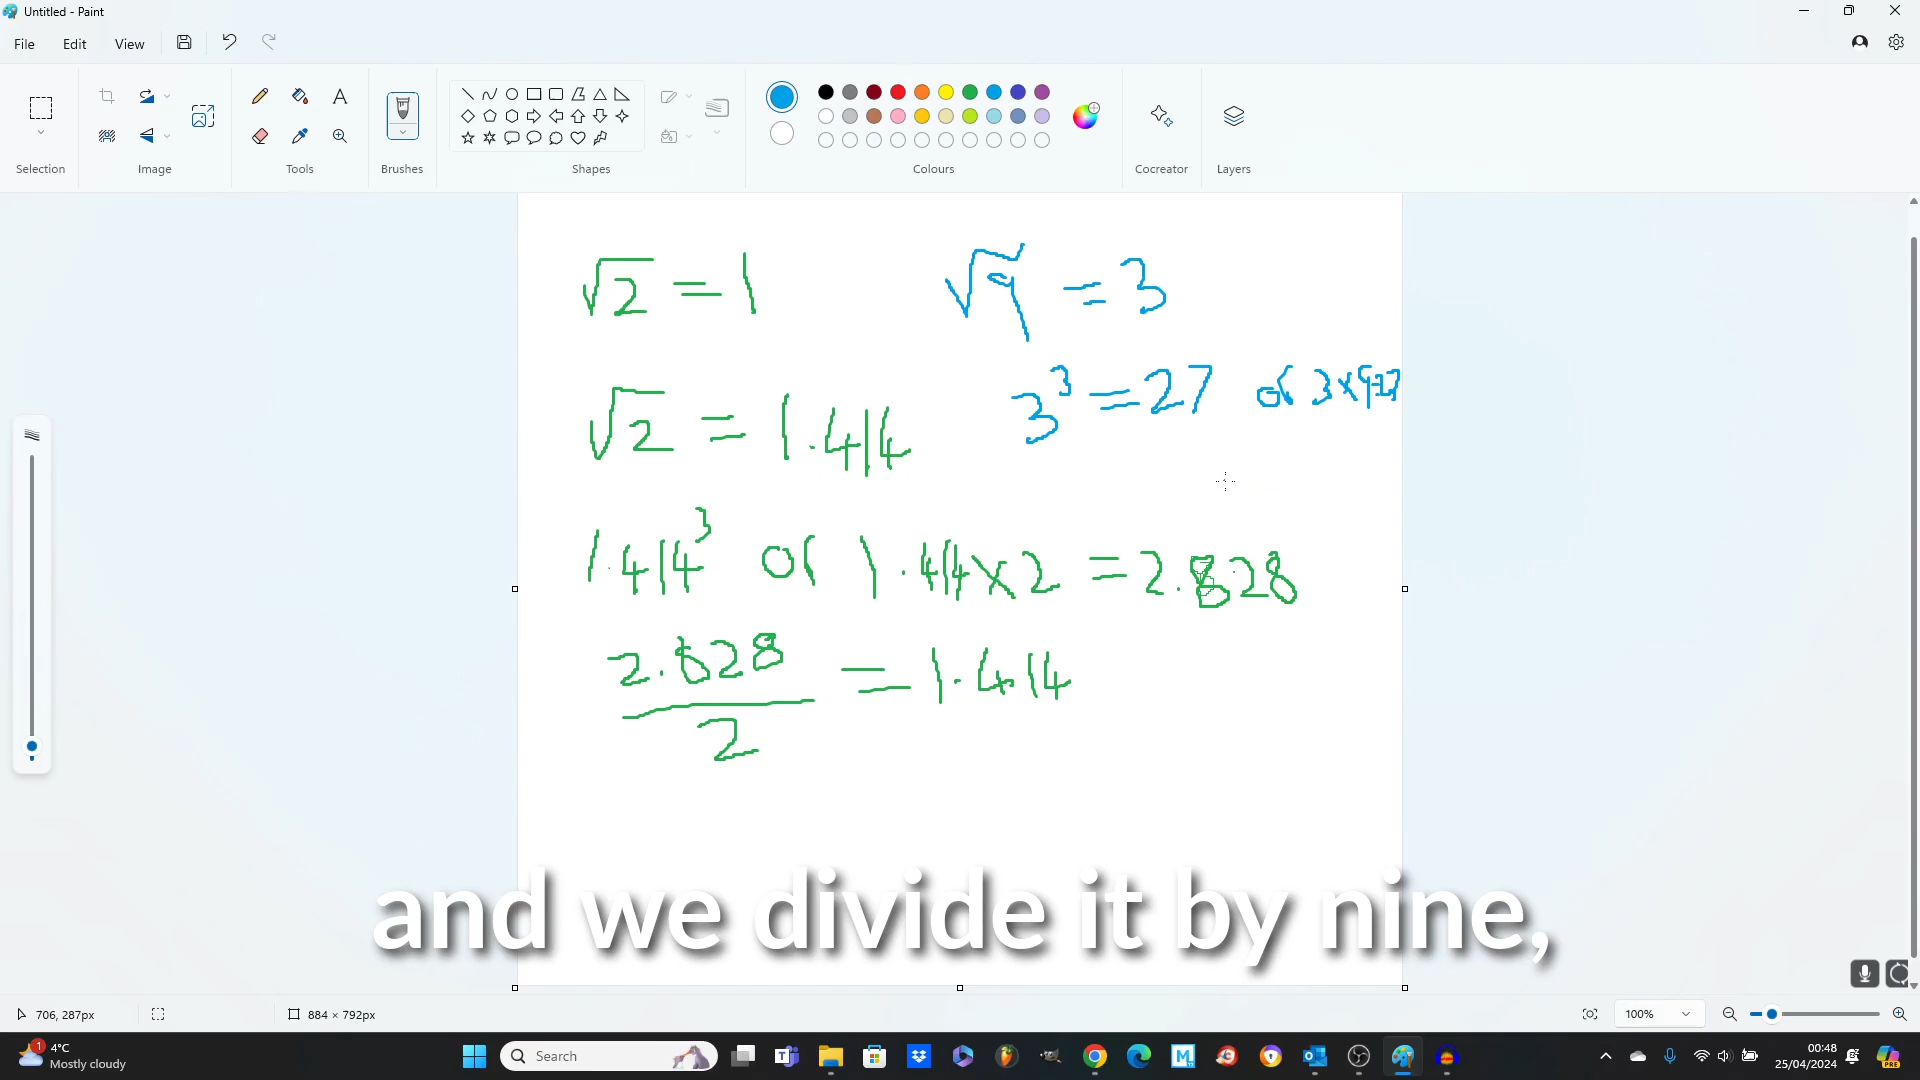 Untitled - Paint
File Edit View
Selection Image Tools Brushes Shapes Colours Cocreator Layers
√2 = 1
√9 = 3
3³ = 27 or 3×9=27
√2 = 1.414
1.414³ or 1.414×2 = 2.828
2.828
2
= 1.414
and we divide it by nine,
706, 287px
884 × 792px
100%
1
4°C
Mostly cloudy
Search
00:48
25/04/2024
PRE